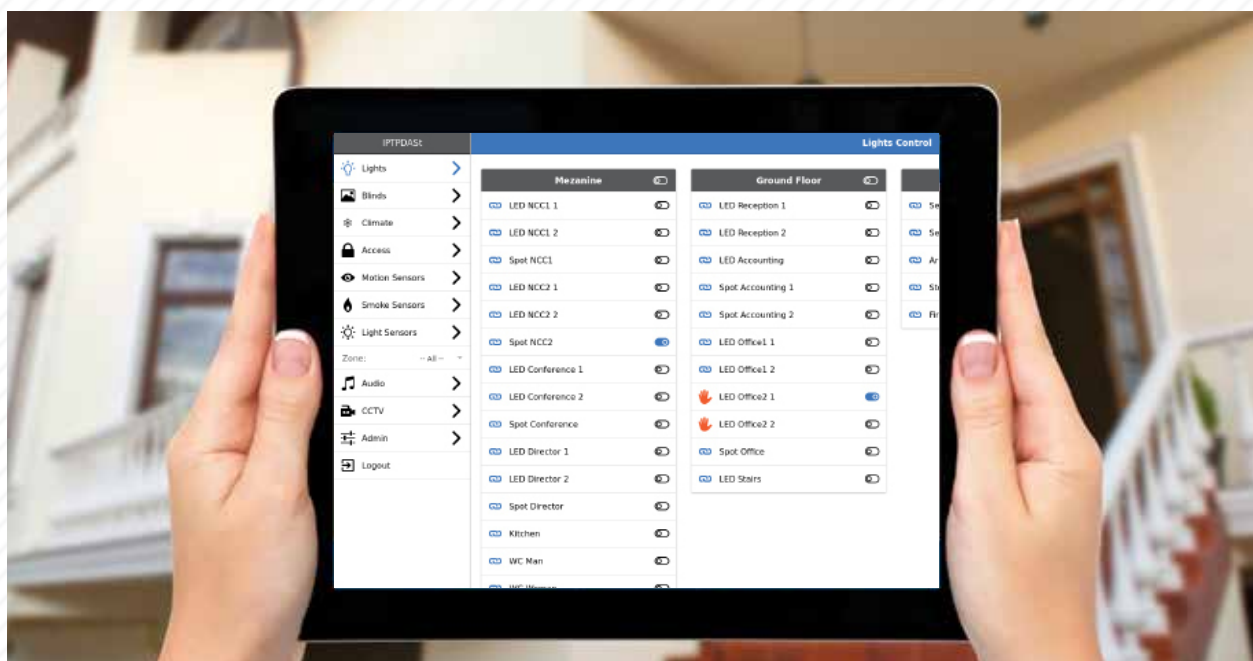 IPTPDASt
Lights
Blinds
Climate
Access
Motion Sensors
Smoke Sensors
Light Sensors
Zone: -- All --
Audio
CCTV
Admin
Logout
Lights Control
Mezanine
LED NCC1 1
LED NCC1 2
Spot NCC1
LED NCC2 1
LED NCC2 2
Spot NCC2
LED Conference 1
LED Conference 2
Spot Conference
LED Director 1
LED Director 2
Spot Director
Kitchen
WC Man
Ground Floor
LED Reception 1
LED Reception 2
LED Accounting
Spot Accounting 1
Spot Accounting 2
LED Office1 1
LED Office1 2
LED Office2 1
LED Office2 2
Spot Office
LED Stairs